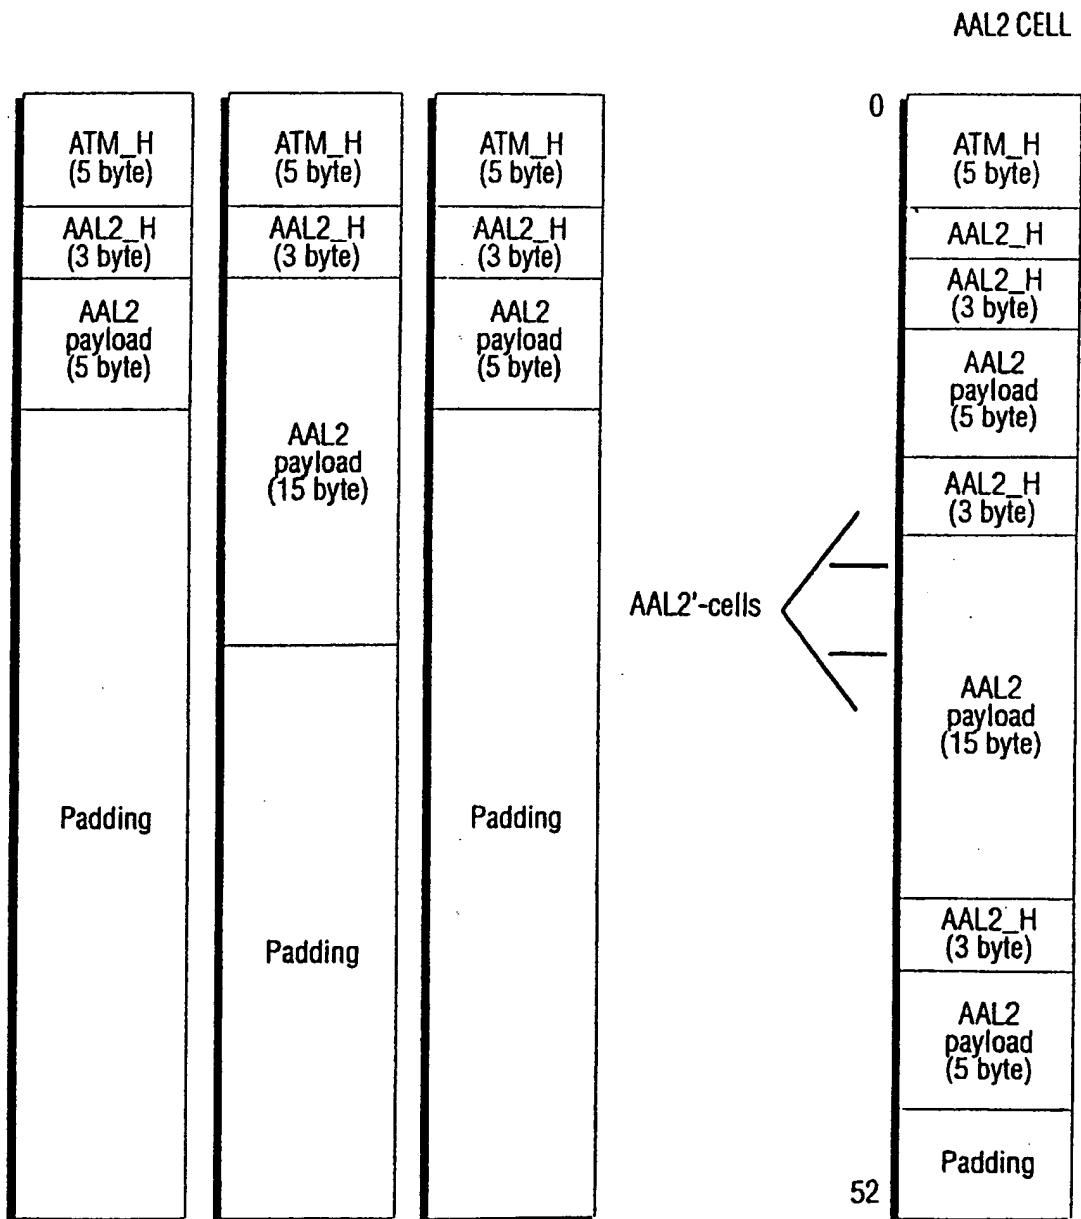 AAL2 CELL
ATM_H
(5 byte)
AAL2_H
(3 byte)
AAL2
payload
(5 byte)
Padding
ATM_H
(5 byte)
AAL2_H
(3 byte)
AAL2
payload
(15 byte)
Padding
ATM_H
(5 byte)
AAL2_H
(3 byte)
AAL2
payload
(5 byte)
Padding
AAL2'-cells
0
ATM_H
(5 byte)
AAL2_H
AAL2_H
(3 byte)
AAL2
payload
(5 byte)
AAL2_H
(3 byte)
AAL2
payload
(15 byte)
AAL2_H
(3 byte)
AAL2
payload
(5 byte)
Padding
52